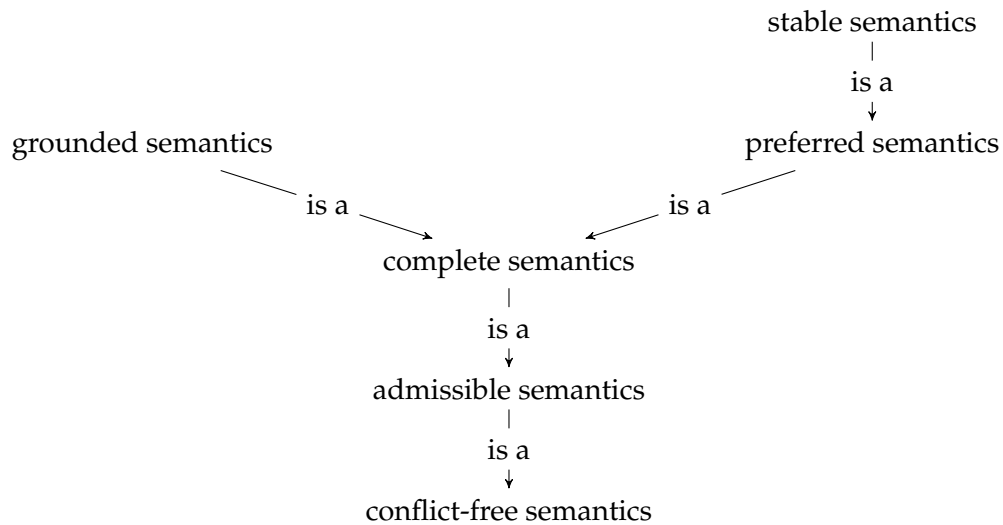 stable semantics
is a
grounded semantics preferred semantics
is a is a
complete semantics
is a
admissible semantics
is a
conflict-free semantics